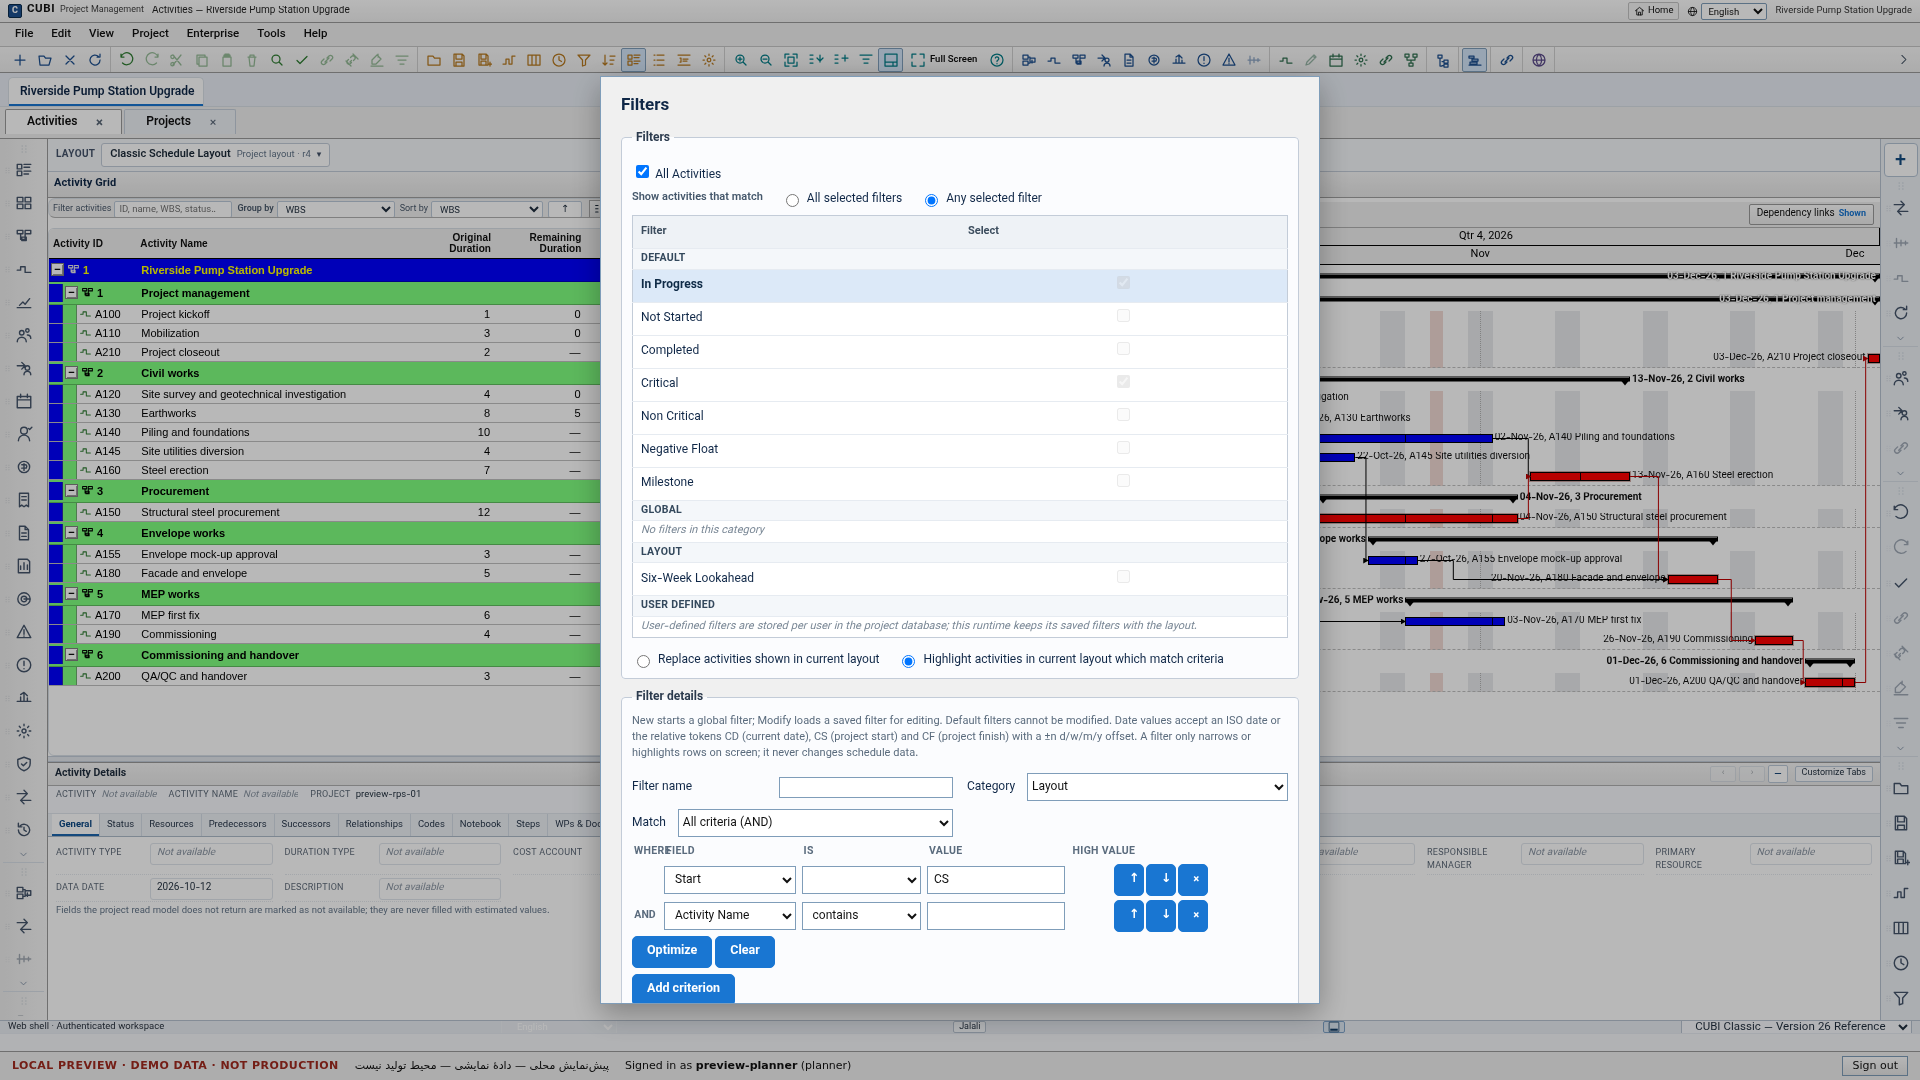 CUBI Project Management Activities — Riverside Pump Station Upgrade Home English Riverside Pump Station Upgrade
File Edit View Project Enterprise Tools Help
Full Screen
Riverside Pump Station Upgrade
Activities × Projects ×
LAYOUT Classic Schedule Layout Project layout · r4
Activity Grid
Filter activities ID, name, WBS, status.. Group by WBS Sort by WBS
Activity ID Activity Name Original Duration Remaining Duration
1 Riverside Pump Station Upgrade
1 Project management
A100 Project kickoff 1 0
A110 Mobilization 3 0
A210 Project closeout 2 —
2 Civil works
A120 Site survey and geotechnical investigation 4 0
A130 Earthworks 8 5
A140 Piling and foundations 10 —
A145 Site utilities diversion 4 —
A160 Steel erection 7 —
3 Procurement
A150 Structural steel procurement 12 —
4 Envelope works
A155 Envelope mock-up approval 3 —
A180 Facade and envelope 5 —
5 MEP works
A170 MEP first fix 6 —
A190 Commissioning 4 —
6 Commissioning and handover
A200 QA/QC and handover 3 —
Filters
Filters
All Activities
Show activities that match All selected filters Any selected filter
Filter Select
DEFAULT
In Progress
Not Started
Completed
Critical
Non Critical
Negative Float
Milestone
GLOBAL
No filters in this category
LAYOUT
Six-Week Lookahead
USER DEFINED
User-defined filters are stored per user in the project database; this runtime keeps its saved filters with the layout.
Replace activities shown in current layout Highlight activities in current layout which match criteria
Filter details
New starts a global filter; Modify loads a saved filter for editing. Default filters cannot be modified. Date values accept an ISO date or
the relative tokens CD (current date), CS (project start) and CF (project finish) with a ±n d/w/m/y offset. A filter only narrows or
highlights rows on screen; it never changes schedule data.
Filter name Category Layout
Match All criteria (AND)
WHERE FIELD IS VALUE HIGH VALUE
Start CS ↑ ↓ ×
AND Activity Name contains ↑ ↓ ×
Optimize Clear
Add criterion
Dependency links Shown
Qtr 4, 2026
Nov Dec
03-Dec-26, 1 Riverside Pump Station Upgrade
03-Dec-26, 1 Project management
03-Dec-26, A210 Project closeout
13-Nov-26, 2 Civil works
gation
26, A130 Earthworks
02-Nov-26, A140 Piling and foundations
22-Oct-26, A145 Site utilities diversion
13-Nov-26, A160 Steel erection
04-Nov-26, 3 Procurement
04-Nov-26, A150 Structural steel procurement
ope works
27-Oct-26, A155 Envelope mock-up approval
20-Nov-26, A180 Facade and envelope
v-26, 5 MEP works
03-Nov-26, A170 MEP first fix
26-Nov-26, A190 Commissioning
01-Dec-26, 6 Commissioning and handover
01-Dec-26, A200 QA/QC and handover
Activity Details Customize Tabs
ACTIVITY Not available ACTIVITY NAME Not available PROJECT preview-rps-01
General Status Resources Predecessors Successors Relationships Codes Notebook Steps WPs & Doc
ACTIVITY TYPE Not available DURATION TYPE Not available COST ACCOUNT available RESPONSIBLE MANAGER Not available PRIMARY RESOURCE Not available
DATA DATE 2026-10-12 DESCRIPTION Not available
Fields the project read model does not return are marked as not available; they are never filled with estimated values.
Web shell · Authenticated workspace English Jalali CUBI Classic — Version 26 Reference
LOCAL PREVIEW · DEMO DATA · NOT PRODUCTION پیش‌نمایش محلی — دادهٔ نمایشی — محیط تولید نیست Signed in as preview-planner (planner) Sign out